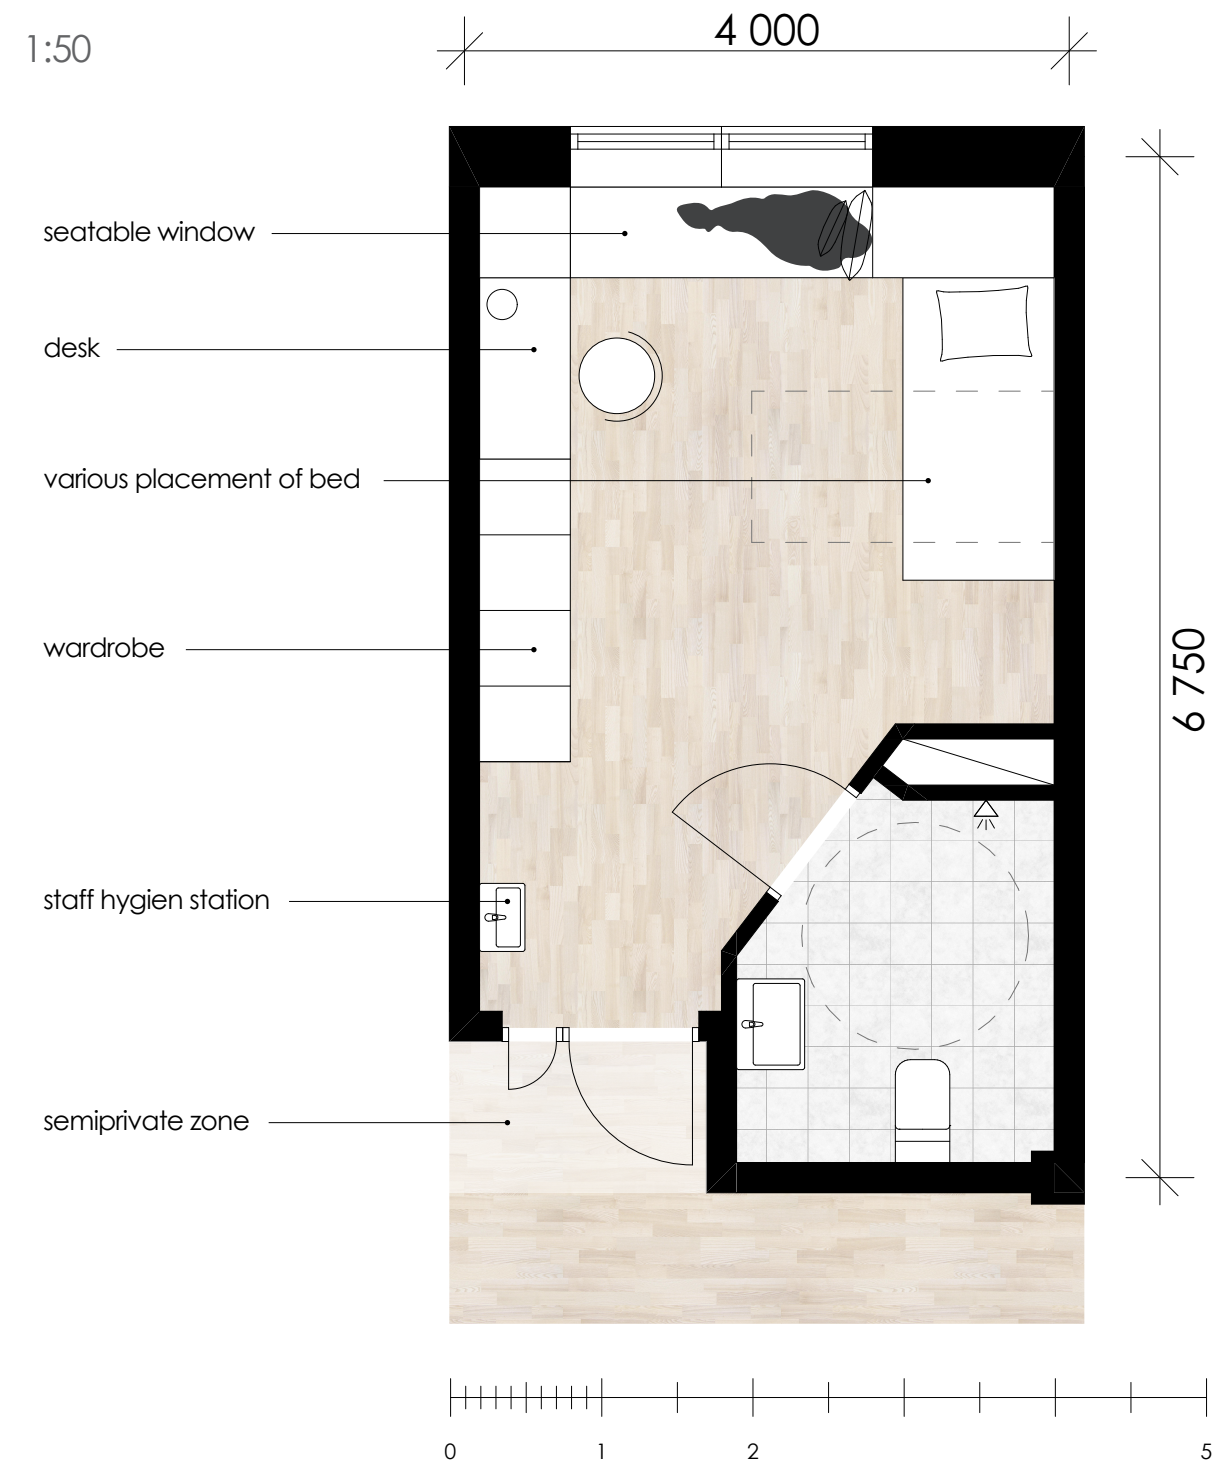 1:50
4 000
seatable window
desk
various placement of bed
wardrobe
6 750
staff hygien station
semiprivate zone
0 1 2 5